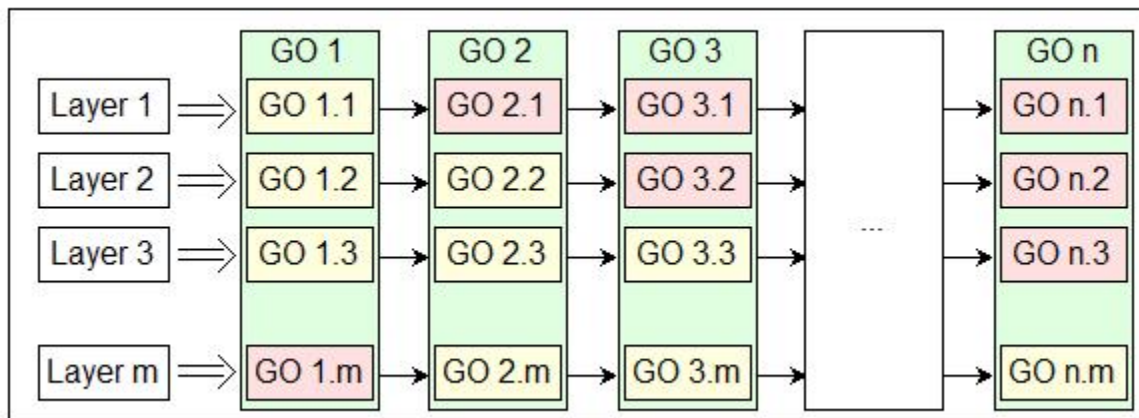 GO 1 GO 2 GO 3 GO n
Layer 1 GO 1.1 GO 2.1 GO 3.1 GO n.1
Layer 2 GO 1.2 GO 2.2 GO 3.2 GO n.2
...
Layer 3 GO 1.3 GO 2.3 GO 3.3 GO n.3
Layer m GO 1.m GO 2.m GO 3.m GO n.m